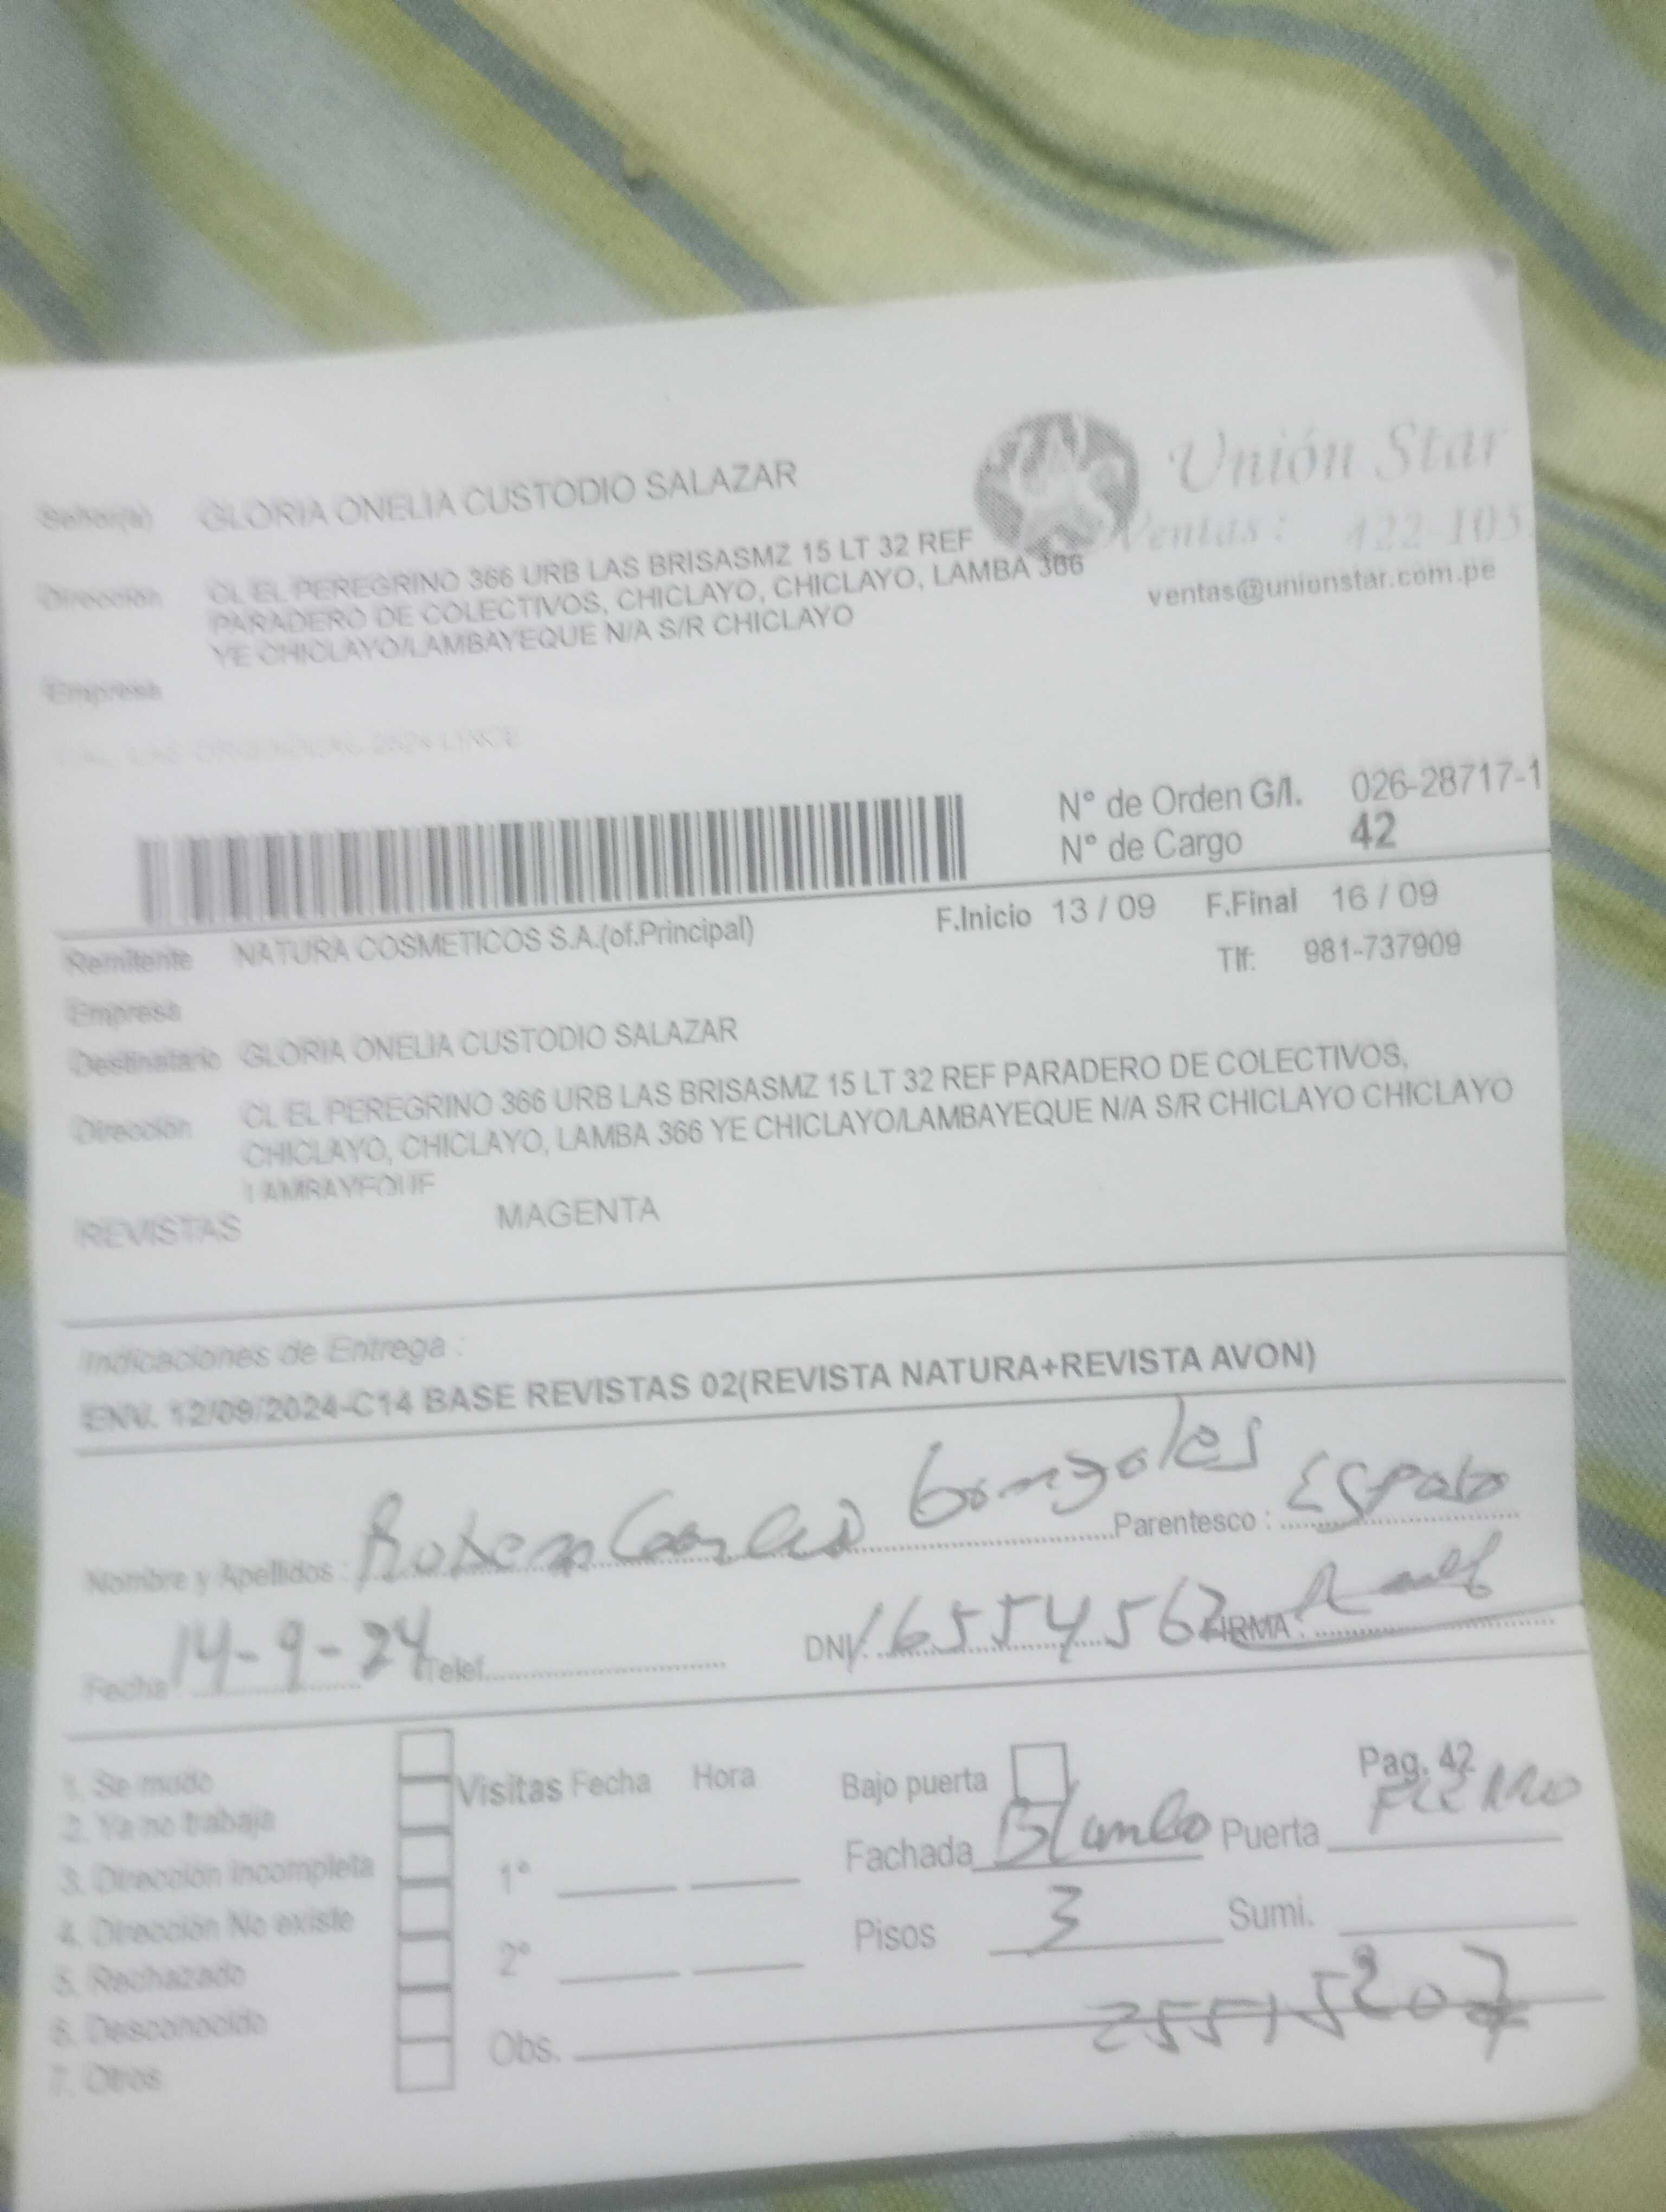 Unión Star
Ventas: 422-105
ventas@unionstar.com.pe
Señor(a) GLORIA ONELIA CUSTODIO SALAZAR
Dirección CL EL PEREGRINO 366 URB LAS BRISASMZ 15 LT 32 REF
PARADERO DE COLECTIVOS, CHICLAYO, CHICLAYO, LAMBA 366
YE CHICLAYO/LAMBAYEQUE N/A S/R CHICLAYO
Empresa
N° de Orden G/I. 026-28717-1
N° de Cargo 42
Remitente NATURA COSMETICOS S.A.(of.Principal) F.Inicio 13 / 09 F.Final 16 / 09
Empresa Tlf: 981-737909
Destinatario GLORIA ONELIA CUSTODIO SALAZAR
Dirección CL EL PEREGRINO 366 URB LAS BRISASMZ 15 LT 32 REF PARADERO DE COLECTIVOS,
CHICLAYO, CHICLAYO, LAMBA 366 YE CHICLAYO/LAMBAYEQUE N/A S/R CHICLAYO CHICLAYO
LAMBAYEQUE
REVISTAS MAGENTA
Indicaciones de Entrega :
ENV. 12/09/2024-C14 BASE REVISTAS 02(REVISTA NATURA+REVISTA AVON)
Nombre y Apellidos : Parentesco :
Fecha 14-9-24 Telef. DNI. 16554562 FIRMA :
1. Se mudo
2. Ya no trabaja
3. Dirección Incompleta
4. Dirección No existe
5. Rechazado
6. Desconocido
7. Otros
Visitas Fecha Hora
1°
2°
Obs.
Bajo puerta Pag. 42
Fachada Blanco Puerta FIERRO
Pisos 3 Sumi.